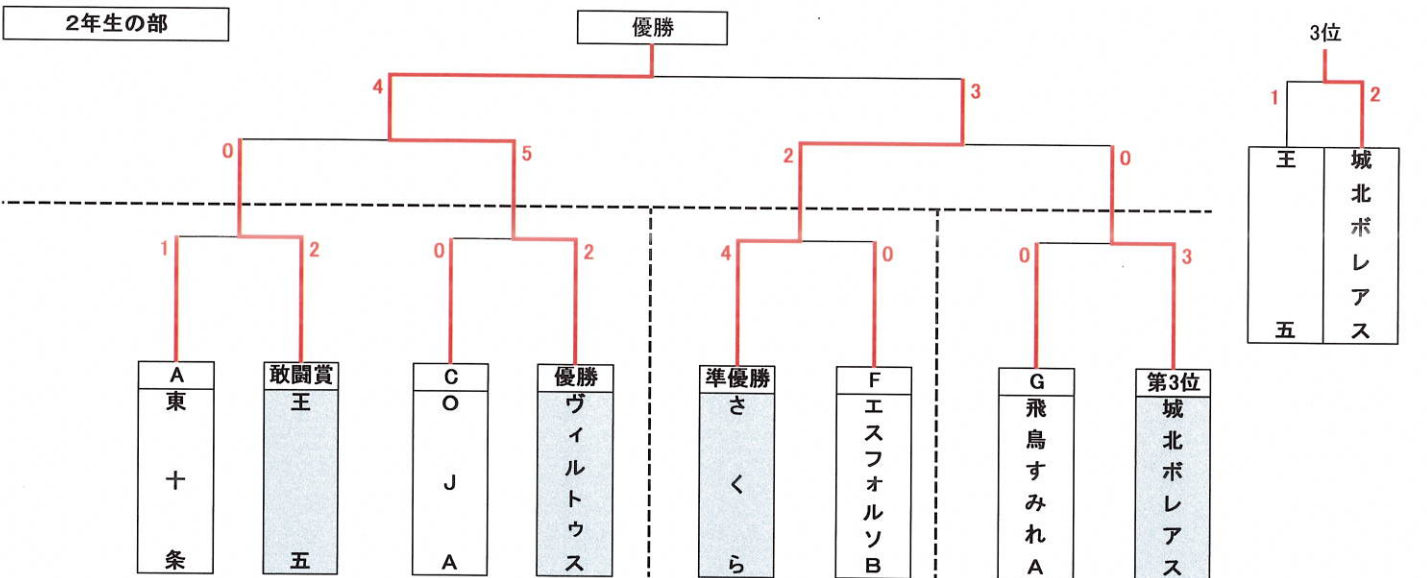 2年生の部
優勝
3位
4
3
1
2
0
5
2
0
王五
城北ボレアス
1
2
0
2
4
0
0
3
A
敢闘賞
C
優勝
準優勝
F
G
第3位
東十条
王五
OJA
ヴィルトゥス
さくら
エスフォルソB
飛鳥すみれA
城北ボレアス